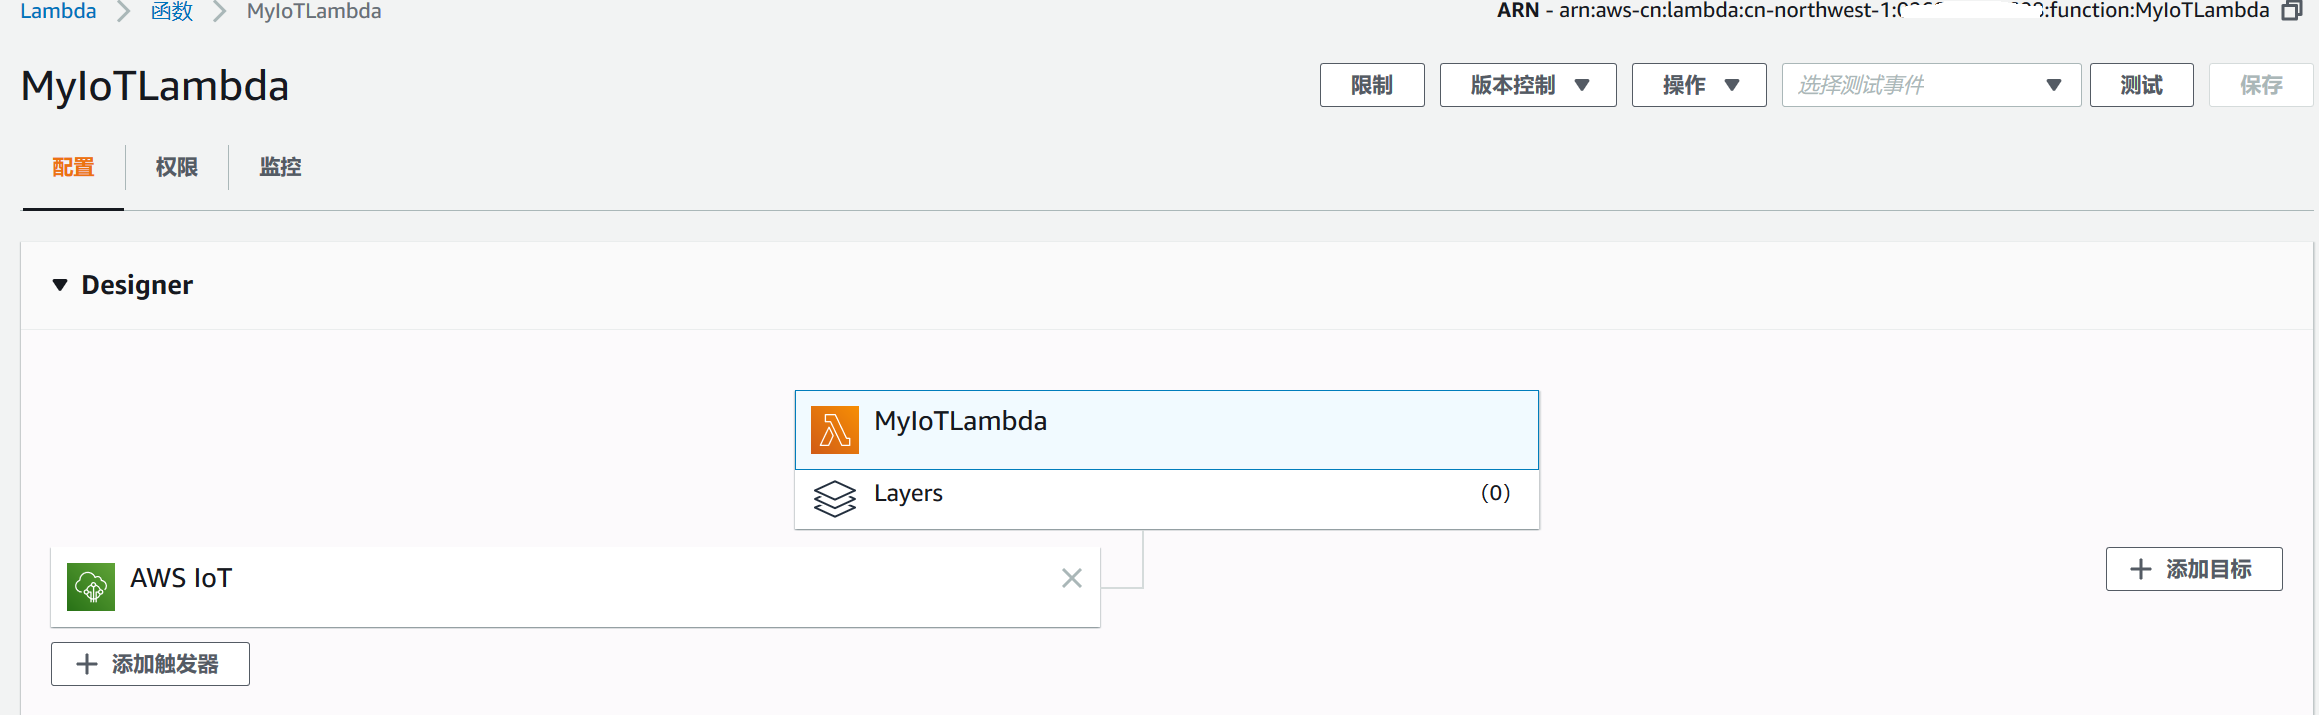 Lambda > 函数 > MyIoTLambda
ARN - arn:aws-cn:lambda:cn-northwest-1: :function:MyIoTLambda
MyIoTLambda
限制 版本控制 操作 选择测试事件 测试 保存
配置 权限 监控
Designer
MyIoTLambda
Layers (0)
AWS IoT
添加目标
添加触发器